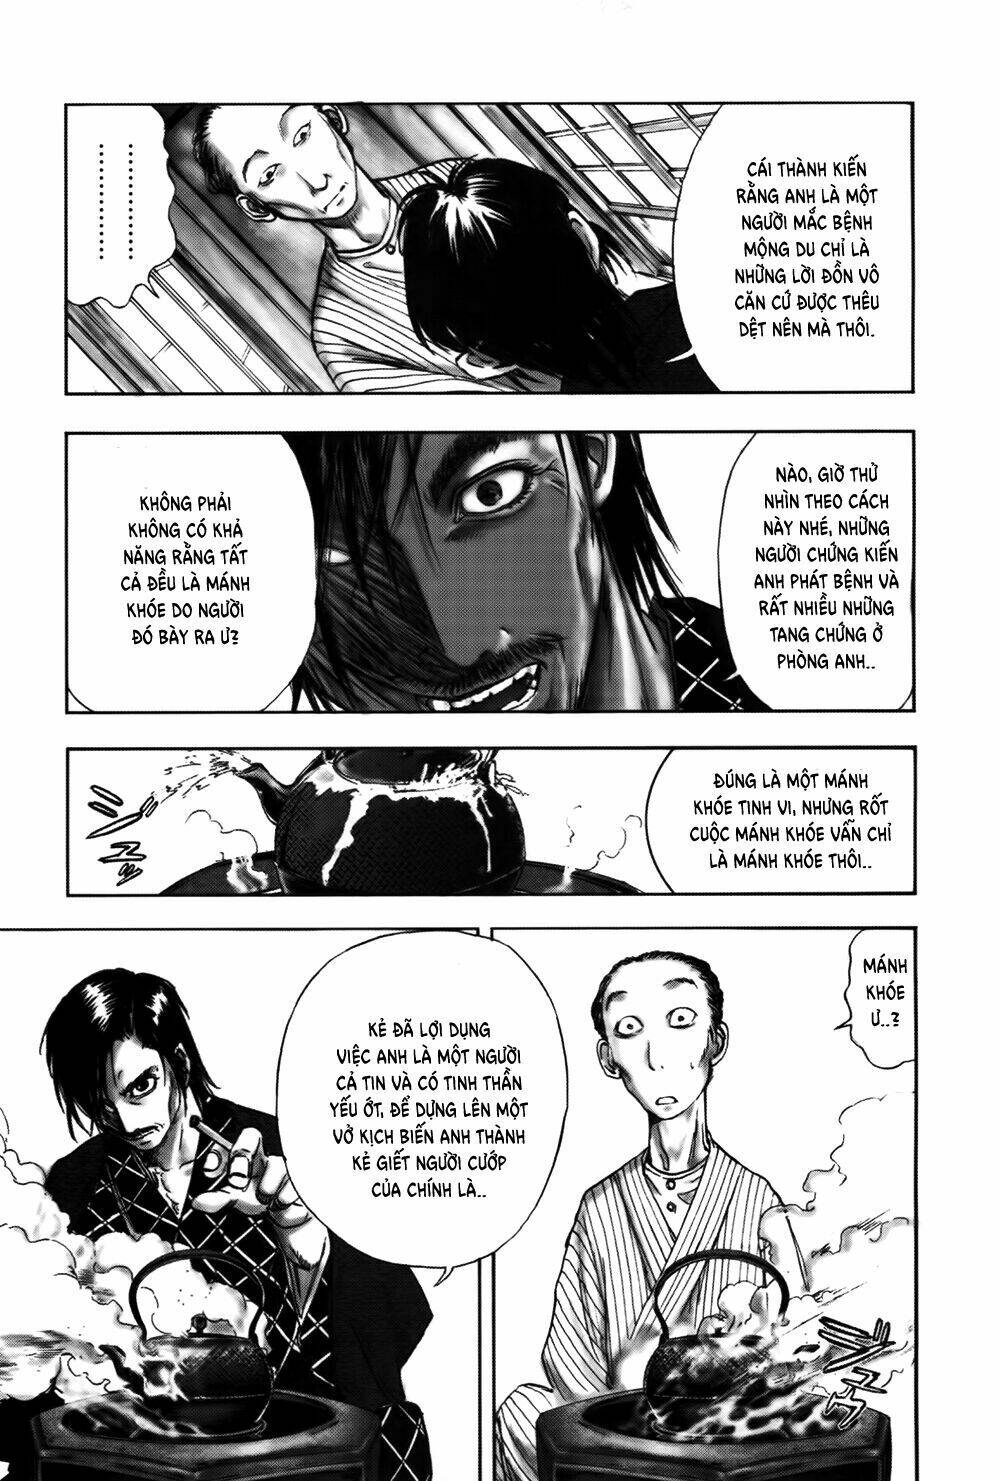 CÁI THÀNH KIẾN
RẰNG ANH LÀ MỘT
NGƯỜI MẮC BỆNH
MỘNG DU CHỈ LÀ
NHỮNG LỜI ĐỒN VÔ
CĂN CỨ ĐƯỢC THÊU
DỆT NÊN MÀ THÔI.
..............
..............
NÀO, GIỜ THỬ
NHÌN THEO CÁCH
NÀY NHÉ, NHỮNG
NGƯỜI CHỨNG KIẾN
ANH PHÁT BỆNH VÀ
RẤT NHIỀU NHỮNG
TANG CHỨNG Ở
PHÒNG ANH..
KHÔNG PHẢI
KHÔNG CÓ KHẢ
NĂNG RẰNG TẤT
CẢ ĐỀU LÀ MÁNH
KHÓE DO NGƯỜI
ĐÓ BÀY RA Ư?
ĐÚNG LÀ MỘT MÁNH
KHÓE TINH VI, NHƯNG RỐT
CUỘC MÁNH KHÓE VẪN CHỈ
LÀ MÁNH KHÓE THÔI..
MÁNH
KHÓE
Ư..?
KẺ ĐÃ LỢI DỤNG
VIỆC ANH LÀ MỘT NGƯỜI
CẢ TIN VÀ CÓ TINH THẦN
YẾU ỚT, ĐỂ DỰNG LÊN MỘT
VỞ KỊCH BIẾN ANH THÀNH
KẺ GIẾT NGƯỜI CƯỚP
CỦA CHÍNH LÀ..